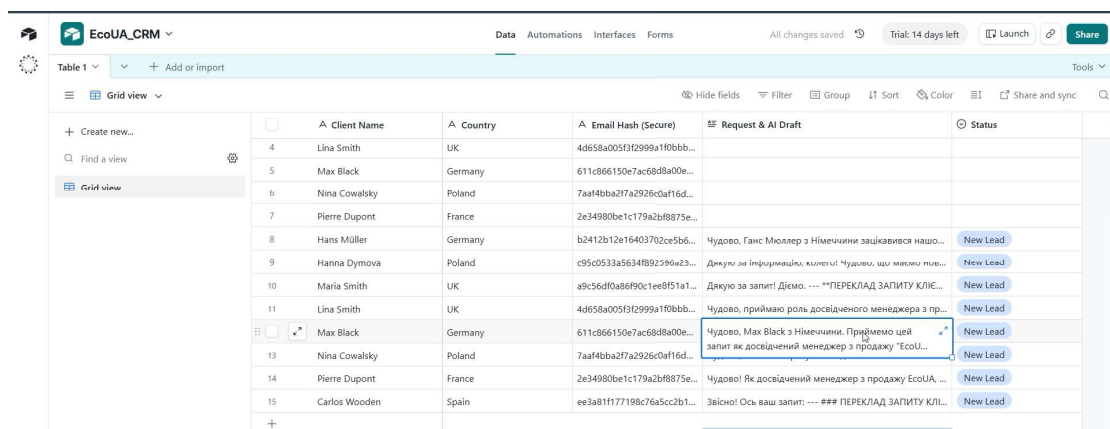 EcoUA_CRM
Data Automations Interfaces Forms
All changes saved
Trial: 14 days left
Launch
Share
Table 1
Add or import
Tools
Grid view
Hide fields
Filter
Group
Sort
Color
Share and sync
Create new...
Find a view
Grid view
Client Name Country Email Hash (Secure) Request & AI Draft Status
4 Lina Smith UK 4d658a005f3f2999a1f0bbb...
5 Max Black Germany 611c866150e7ac68d8a00e...
6 Nina Cowalsky Poland 7aaf4bba2f7a2926c0af16d...
7 Pierre Dupont France 2e34980be1c179a2bf8875e...
8 Hans Müller Germany b2412b12e16403702ce5b6... Чудово, Ганс Мюллер з Німеччини зацікавився нашо... New Lead
9 Hanna Dymova Poland c95c0533a5634f892596a23... Дякую за інформацію, колего! Чудово, що маємо нов... New Lead
10 Maria Smith UK a9c56df0a86f90c1ee8f51a1... Дякую за запит! Діємо. --- **ПЕРЕКЛАД ЗАПИТУ КЛІЄ... New Lead
11 Lina Smith UK 4d658a005f3f2999a1f0bbb... Чудово, приймаю роль досвідченого менеджера з пр... New Lead
Max Black Germany 611c866150e7ac68d8a00e... Чудово, Max Black з Німеччини. Приймемо цей New Lead
запит як досвідчений менеджер з продажу "EcoU...
13 Nina Cowalsky Poland 7aaf4bba2f7a2926c0af16d... New Lead
14 Pierre Dupont France 2e34980be1c179a2bf8875e... Чудово! Як досвідчений менеджер з продажу EcoUA, ... New Lead
15 Carlos Wooden Spain ee3a81f177198c76a5cc2b1... Звісно! Ось ваш запит: --- ### ПЕРЕКЛАД ЗАПИТУ КЛІ... New Lead